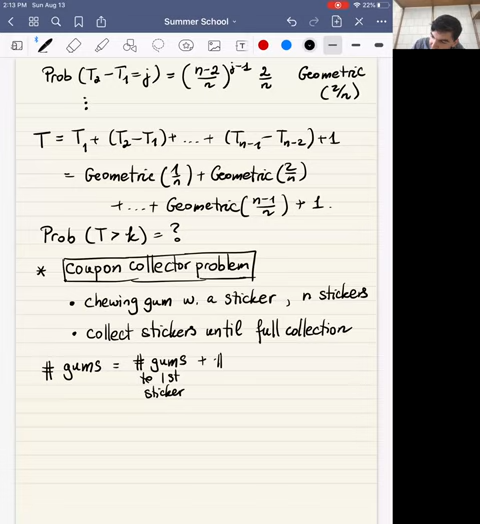 2:13 PM Sun Aug 13
22%
Summer School
Prob (T₂ - T₁ = j) = ((n-2)/n)^(j-1) 2/n Geometric (2/n)
⋮
T = T₁ + (T₂ - T₁) + ... + (Tₙ₋₁ - Tₙ₋₂) + 1
= Geometric (1/n) + Geometric (2/n)
+ ... + Geometric ((n-1)/n) + 1.
Prob (T > k) = ?
* Coupon collector problem
• chewing gum w. a sticker, n stickers
• collect stickers until full collection
# gums = # gums +
to 1st
sticker